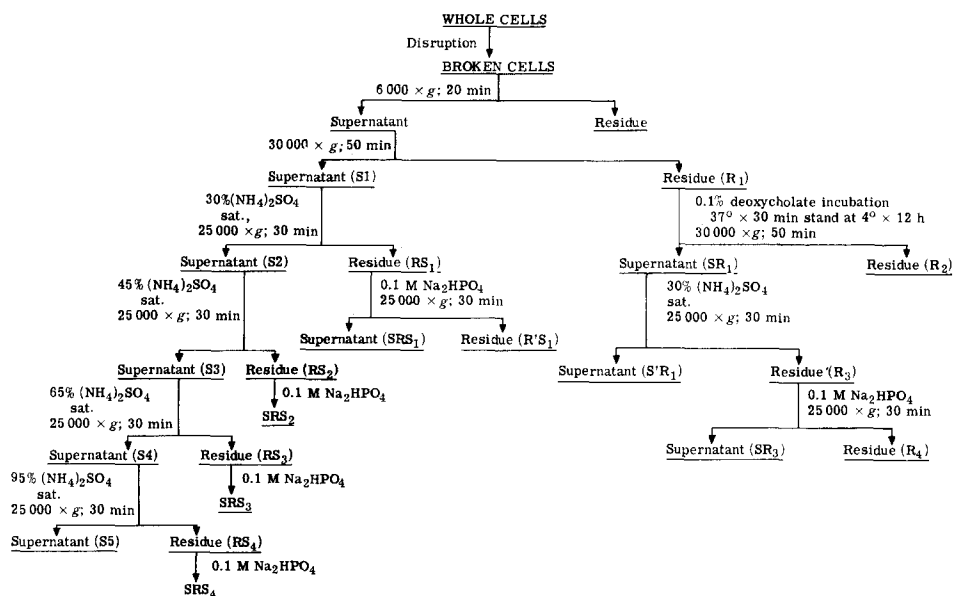 WHOLE CELLS
Disruption
BROKEN CELLS
6 000 × g; 20 min
Supernatant
Residue
30 000 × g; 50 min
Supernatant (S1)
Residue (R₁)
30%(NH₄)₂SO₄
sat.,
25 000 × g; 30 min
0.1% deoxycholate incubation
37° × 30 min stand at 4° × 12 h
30 000 × g; 50 min
Supernatant (S2)
Residue (RS₁)
Supernatant (SR₁)
Residue (R₂)
45% (NH₄)₂SO₄
sat.
25 000 × g; 30 min
0.1 M Na₂HPO₄
25 000 × g; 30 min
30% (NH₄)₂SO₄
sat.
25 000 × g; 30 min
Supernatant (SRS₁)
Residue (R'S₁)
Supernatant (S3)
Residue (RS₂)
Supernatant (S'R₁)
Residue'(R₃)
65% (NH₄)₂SO₄
sat.
25 000 × g; 30 min
0.1 M Na₂HPO₄
SRS₂
0.1 M Na₂HPO₄
25 000 × g; 30 min
Supernatant (S4)
Residue (RS₃)
Supernatant (SR₃)
Residue (R₄)
95% (NH₄)₂SO₄
sat.
25 000 × g; 30 min
0.1 M Na₂HPO₄
SRS₃
Supernatant (S5)
Residue (RS₄)
0.1 M Na₂HPO₄
SRS₄